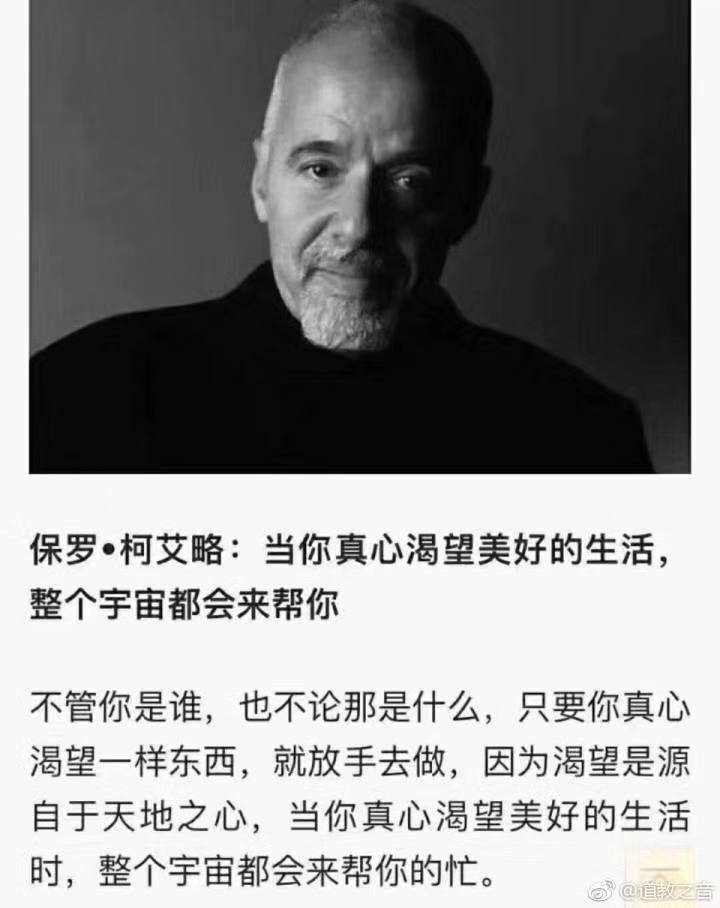 保罗•柯艾略：当你真心渴望美好的生活，
整个宇宙都会来帮你
不管你是谁，也不论那是什么，只要你真心
渴望一样东西，就放手去做，因为渴望是源
自于天地之心，当你真心渴望美好的生活
时，整个宇宙都会来帮你的忙。
@道教之音